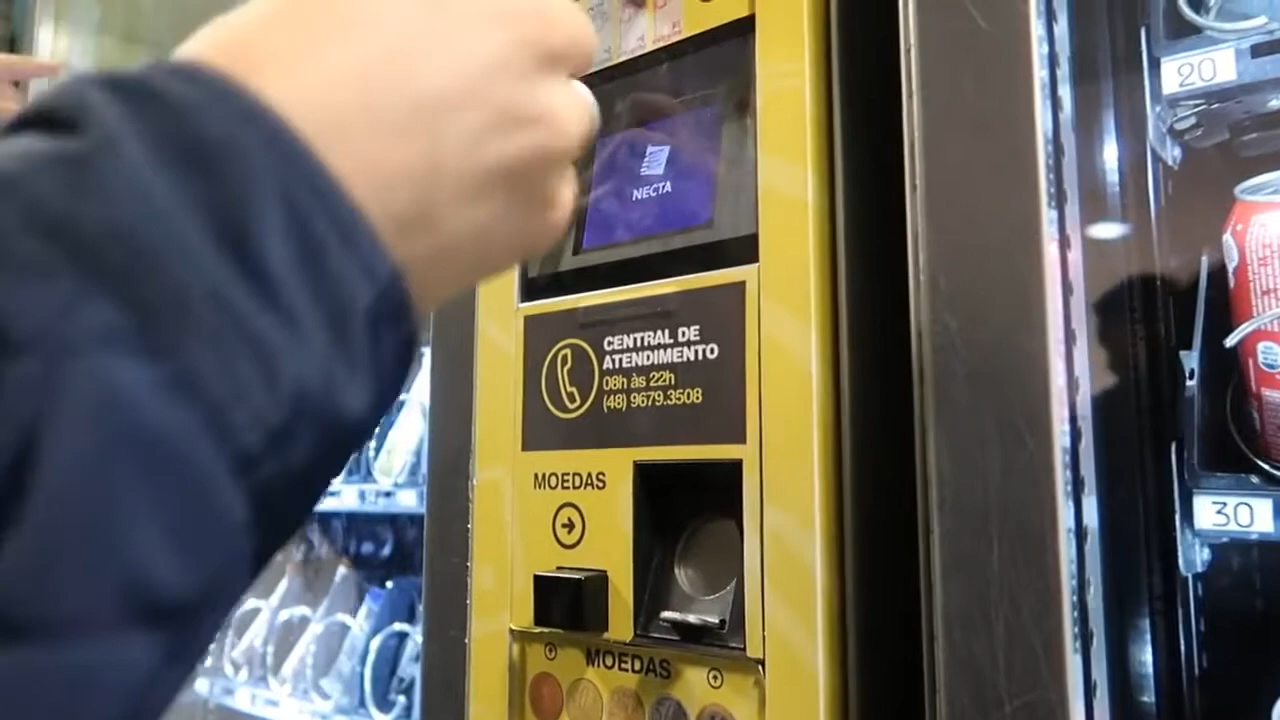 NECTA
CENTRAL DE
ATENDIMENTO
08h às 22h
(48) 9679.3508
MOEDAS
MOEDAS
20
30